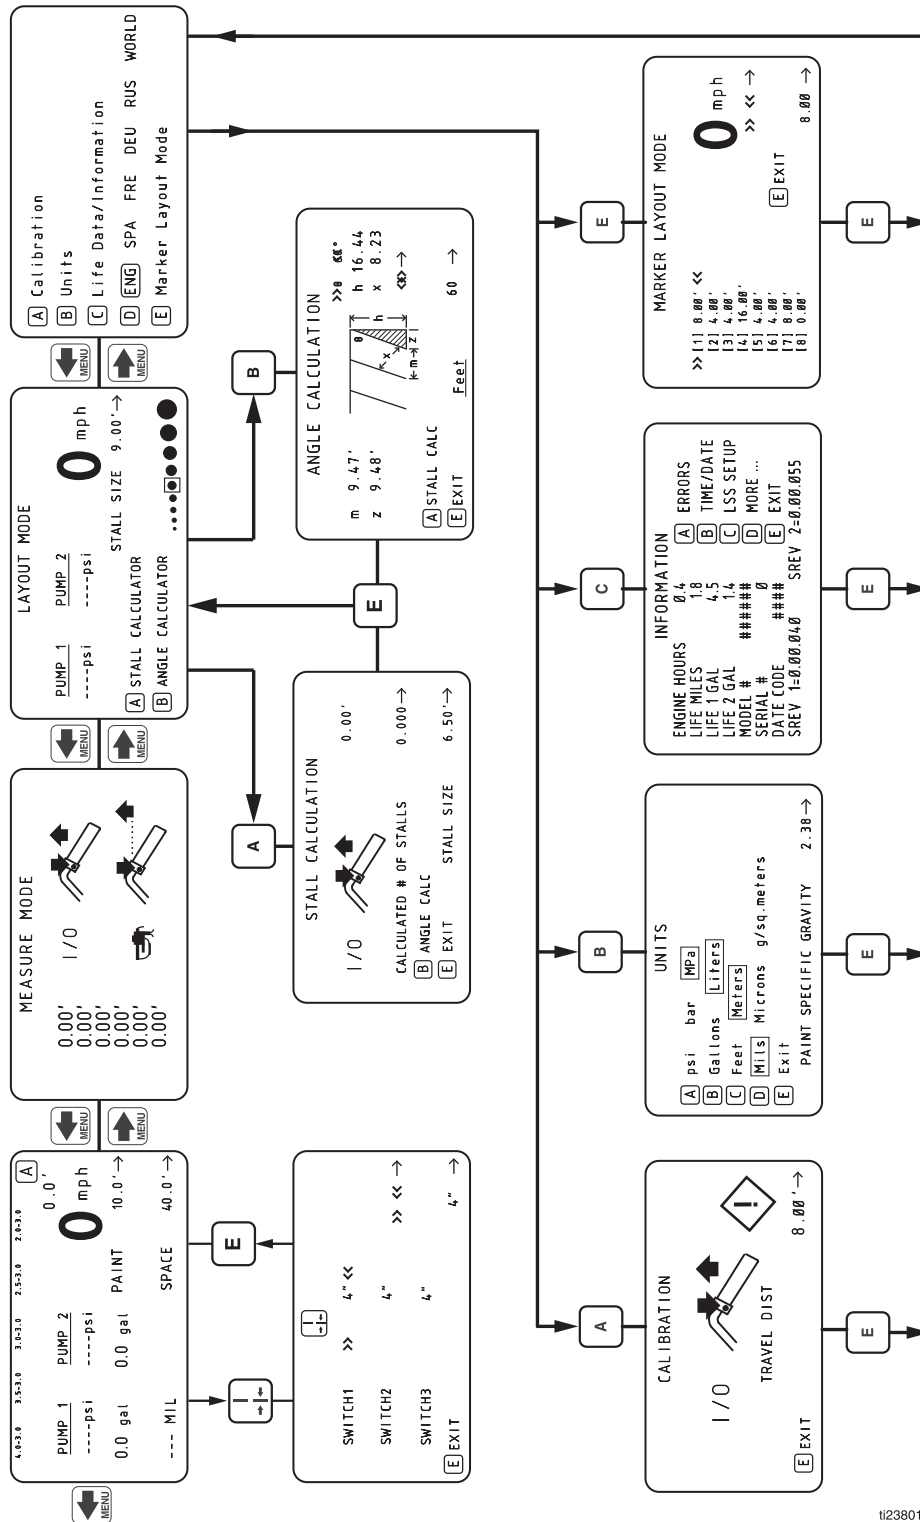 MENU
4.0-3.0 3.5-3.0 3.0-3.0 2.5-3.0 2.0-3.0
A
0.0'
PUMP 1 PUMP 2 0 mph
----psi ----psi
0.0 gal 0.0 gal PAINT 10.0'→
--- MIL SPACE 40.0'→
MENU
MENU
MEASURE MODE
0.00'
0.00'
0.00'
0.00'
0.00'
0.00'
I/O
MENU
MENU
LAYOUT MODE
PUMP 1 PUMP 2 0 mph
----psi ----psi
STALL SIZE 9.00'→
A STALL CALCULATOR
B ANGLE CALCULATOR
MENU
MENU
A Calibration
B Units
C Life Data/Information
D ENG SPA FRE DEU RUS WORLD
E Marker Layout Mode
E
SWITCH1 >> 4" <<
SWITCH2 4" >> << →
SWITCH3 4"
E EXIT 4" →
A
STALL CALCULATION
I/O 0.00'
CALCULATED # OF STALLS 0.000→
B ANGLE CALC
E EXIT STALL SIZE 6.50'→
E
B
ANGLE CALCULATION
m 9.47'
z 9.48'
θ h x m z
h 16.44
x 8.23
A STALL CALC
E EXIT Feet 60 →
A
CALIBRATION
I/O
TRAVEL DIST
E EXIT 8.00'→
E
B
UNITS
A psi bar MPa
B Gallons Liters
C Feet Meters
D Mils Microns g/sq.meters
E Exit
PAINT SPECIFIC GRAVITY 2.38→
E
C
INFORMATION
ENGINE HOURS 0.4 A ERRORS
LIFE MILES 1.8 B TIME/DATE
LIFE 1 GAL 4.5 C LSS SETUP
LIFE 2 GAL 1.4 D MORE ...
MODEL # ###### E EXIT
SERIAL # 0
DATE CODE ####
SREV 1=0.00.040 SREV 2=0.00.055
E
E
MARKER LAYOUT MODE
0 mph
>> [1] 8.00' <<
[2] 4.00'
[3] 4.00'
[4] 16.00'
[5] 4.00'
[6] 4.00'
[7] 8.00'
[8] 0.00'
>> << →
E EXIT
8.00 →
E
ti23801